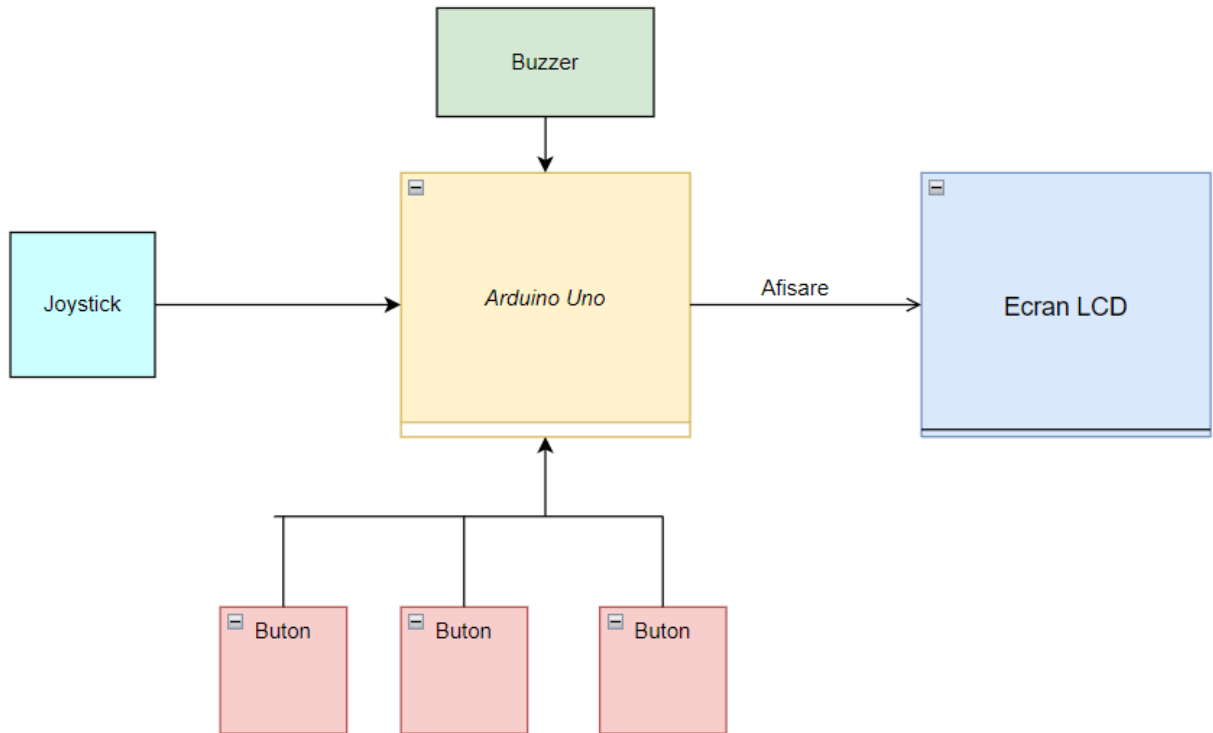 Buzzer
Joystick
Arduino Uno
Afisare
Ecran LCD
Buton
Buton
Buton